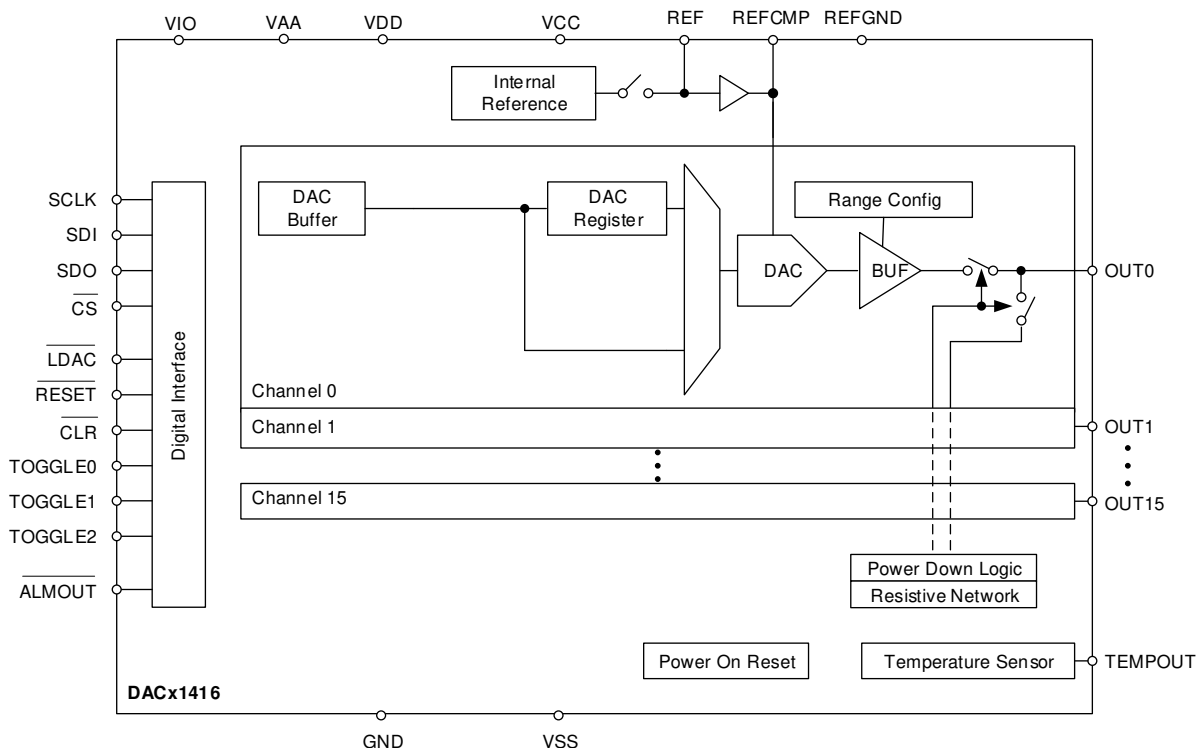 VIO
VAA
VDD
VCC
REF
REFCMP
REFGND
Internal
Reference
SCLK
SDI
SDO
CS
LDAC
RESET
CLR
TOGGLE0
TOGGLE1
TOGGLE2
ALMOUT
Digital Interface
DAC
Buffer
DAC
Register
Range Config
DAC
BUF
OUT0
Channel 0
Channel 1
OUT1
Channel 15
OUT15
Power Down Logic
Resistive Network
Power On Reset
Temperature Sensor
TEMPOUT
DACx1416
GND
VSS